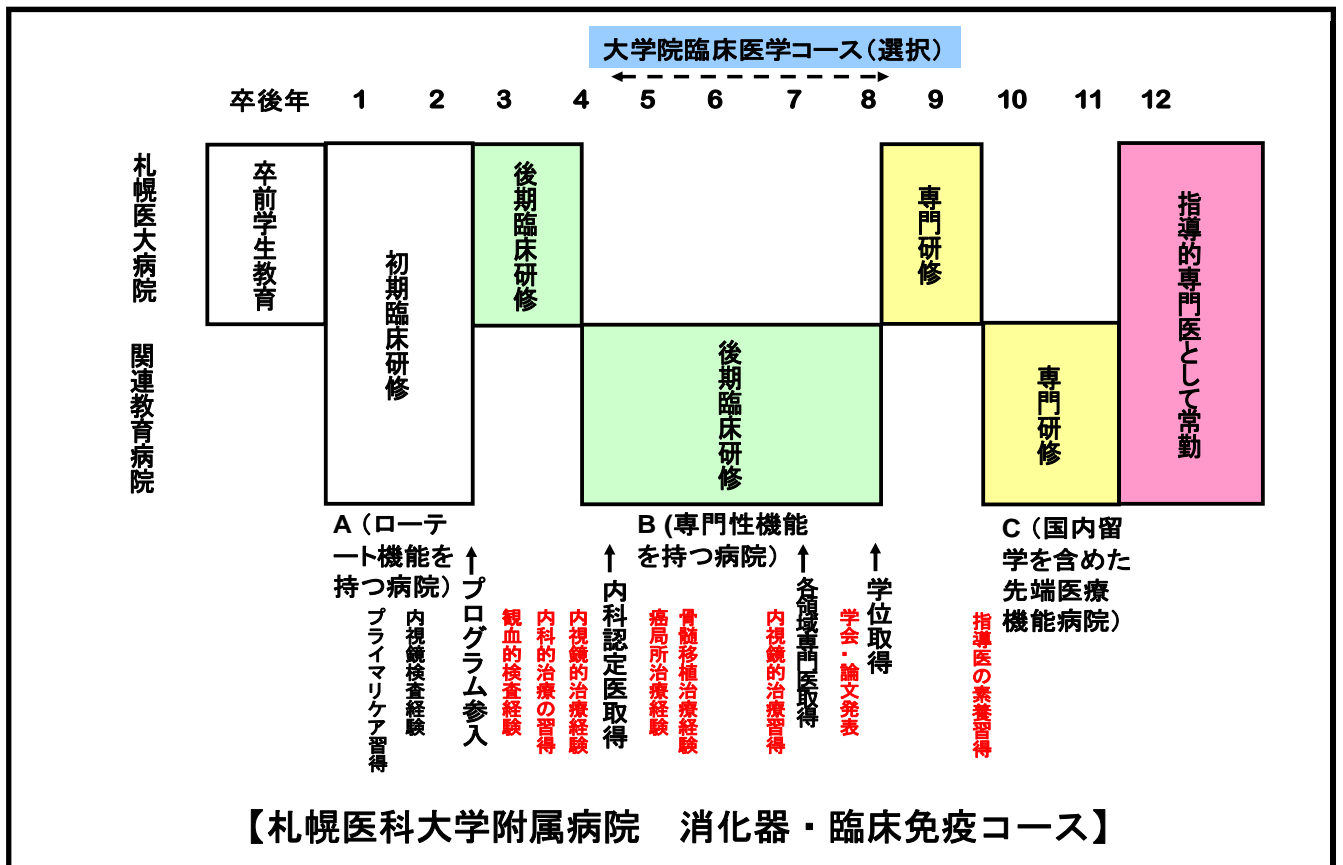 大学院臨床医学コース（選択）
卒後年 1 2 3 4 5 6 7 8 9 10 11 12
札幌医大病院
関連教育病院
卒前学生教育
初期臨床研修
後期臨床研修
後期臨床研修
専門研修
専門研修
指導的専門医として常勤
A（ローテ
ート機能を
持つ病院）
B (専門性機能
を持つ病院）
C（国内留
学を含めた
先端医療
機能病院）
プライマリケア習得
内視鏡検査経験
プログラム参入
観血的検査経験
内科的治療の習得
内視鏡的治療経験
内科認定医取得
癌局所治療経験
骨髄移植治療経験
内視鏡的治療習得
各領域専門医取得
学会・論文発表
学位取得
指導医の素養習得
【札幌医科大学附属病院　消化器・臨床免疫コース】